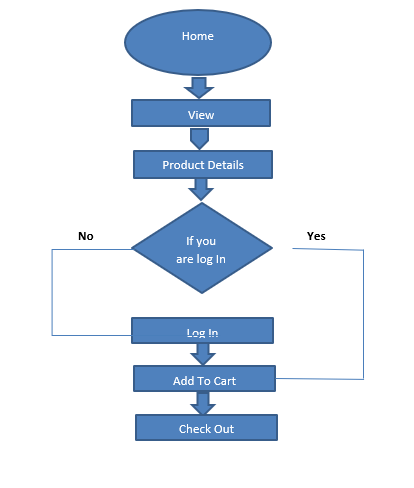 Home
View
Product Details
No
Yes
If you
are log In
Log In
Add To Cart
Check Out